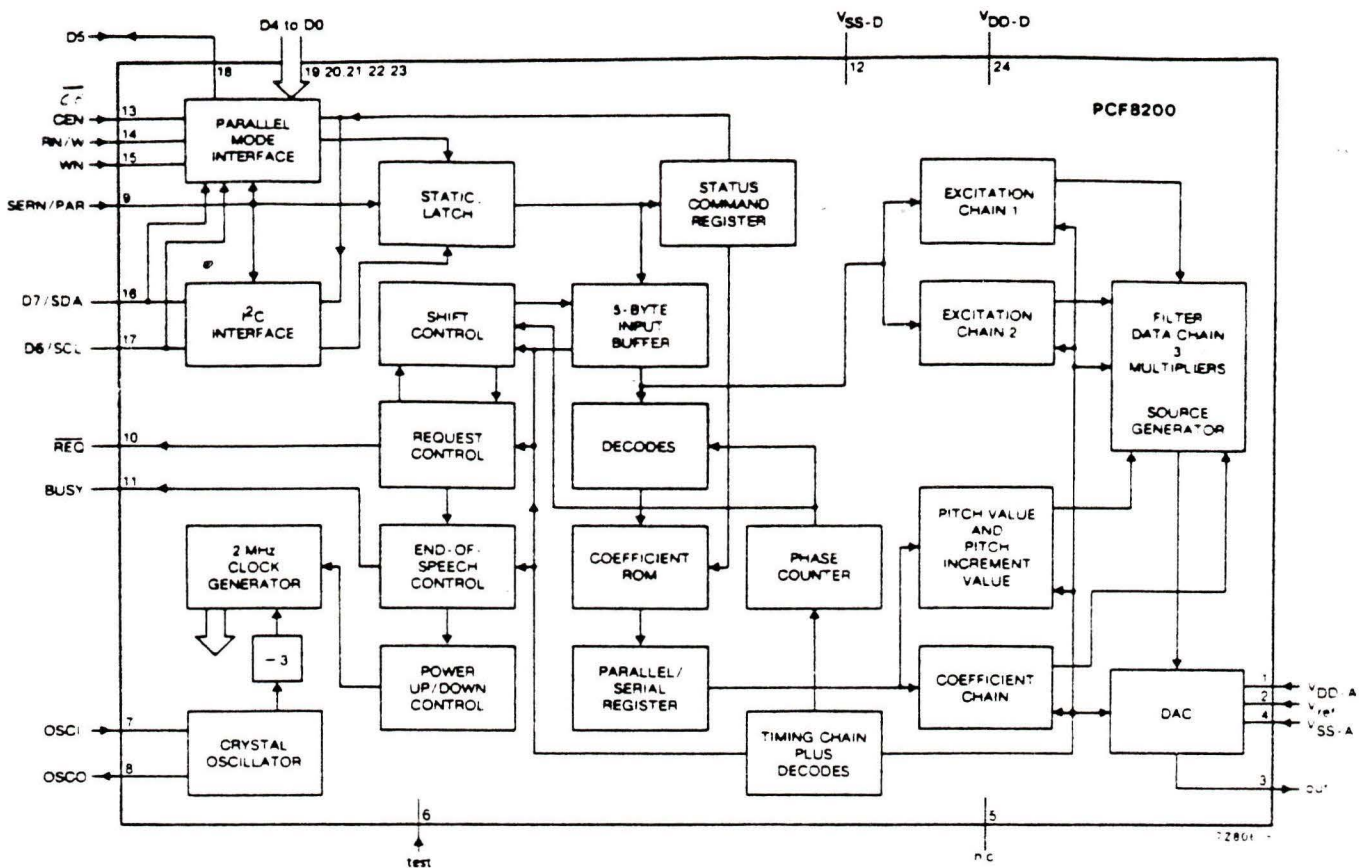 D4 to D0
VSS-D
VDD-D
D5
18
19 20 21 22 23
12
24
PCF8200
CEN
13
RN/W
14
WN
15
SERN/PAR
9
PARALLEL
MODE
INTERFACE
STATIC
LATCH
STATUS
COMMAND
REGISTER
EXCITATION
CHAIN 1
D7/SDA
16
D6/SCL
17
I²C
INTERFACE
SHIFT
CONTROL
5-BYTE
INPUT
BUFFER
EXCITATION
CHAIN 2
FILTER
DATA CHAIN
3
MULTIPLIERS
SOURCE
GENERATOR
REQ
10
BUSY
11
REQUEST
CONTROL
DECODES
2 MHz
CLOCK
GENERATOR
END-OF-
SPEECH
CONTROL
COEFFICIENT
ROM
PHASE
COUNTER
PITCH VALUE
AND
PITCH
INCREMENT
VALUE
3
POWER
UP/DOWN
CONTROL
PARALLEL/
SERIAL
REGISTER
COEFFICIENT
CHAIN
DAC
1
VDD-A
2
Vref
4
VSS-A
3
out
OSCI
7
OSCO
8
CRYSTAL
OSCILLATOR
TIMING CHAIN
PLUS
DECODES
6
test
5
n c